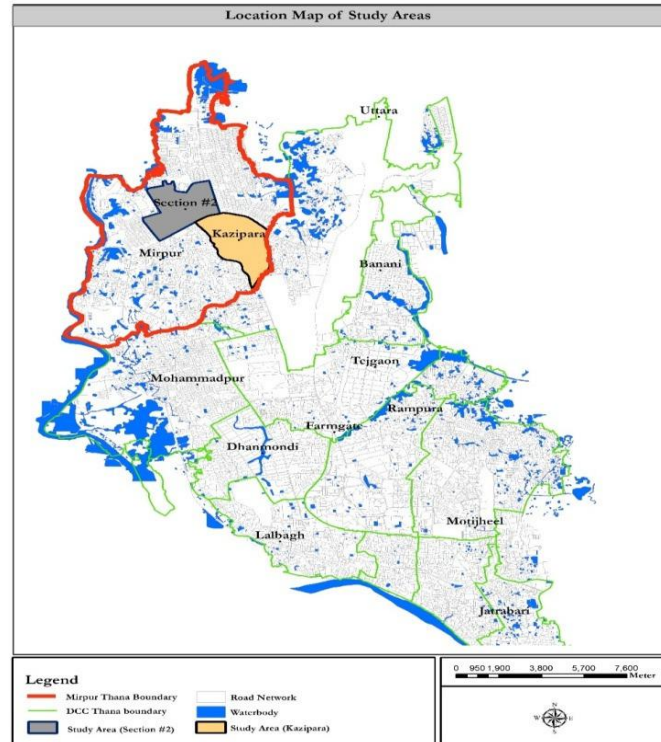 Location Map of Study Areas
Uttara
Section #2
Kazipara
Mirpur
Banani
Tejgaon
Mohammadpur
Rampura
Farmgate
Dhanmondi
Motijheel
Lalbagh
Jatrabari
Legend
Mirpur Thana Boundary
DCC Thana boundary
Study Area (Section #2)
Road Network
Waterbody
Study Area (Kazipara)
0 950 1,900 3,800 5,700 7,600
Meter
N
W
S